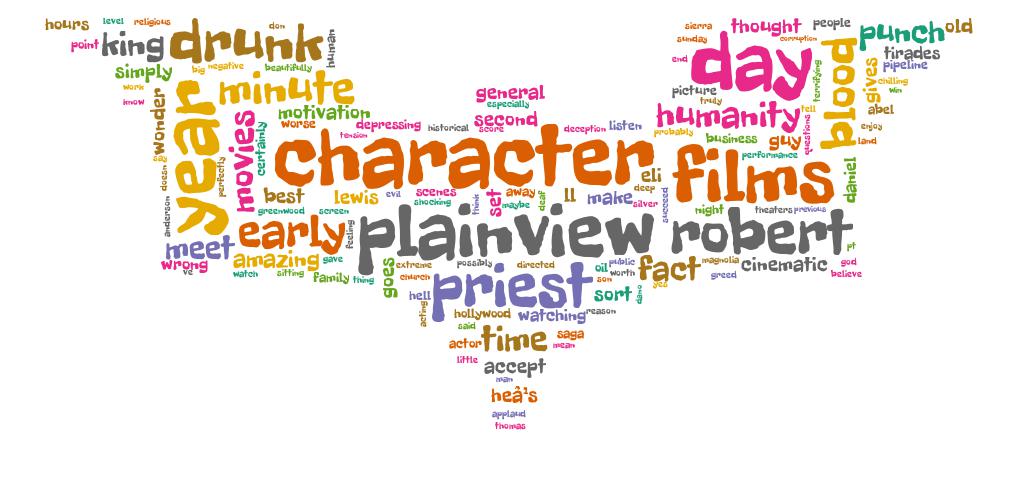 hours level religious don
point king drunk human
simply big negative beautifully
work
know
wonder
year minute
motivation
worse tension depressing historical
general
especially
second
score
deception listen
sierra thought people punch old
sunday corruption
end day tirades
pipeline
blood gives chilling
win
terrifying
picture
truly
humanity tell abel
enjoy
probably business guy questions land
performance
say
doesn
perfectly
movies certainly
character films
eli
deep
daniel
best lewis evil scenes
shocking
think set away
maybe
deaf ll make silver succeed
greenwood screen
night theaters previous
anderson
early feeling plainview robert
meet
wrong
ve
amazing gave
watch sitting family thing
goes extreme
church
possibly directed
priest
oil public
worth
son
fact magnolia
greed
yes
cinematic
pt
god
believe
hell
acting
sort dano
hollywood watching reason
said
actor time saga
mean
little accept
man
heå¹s
applaud
thomas